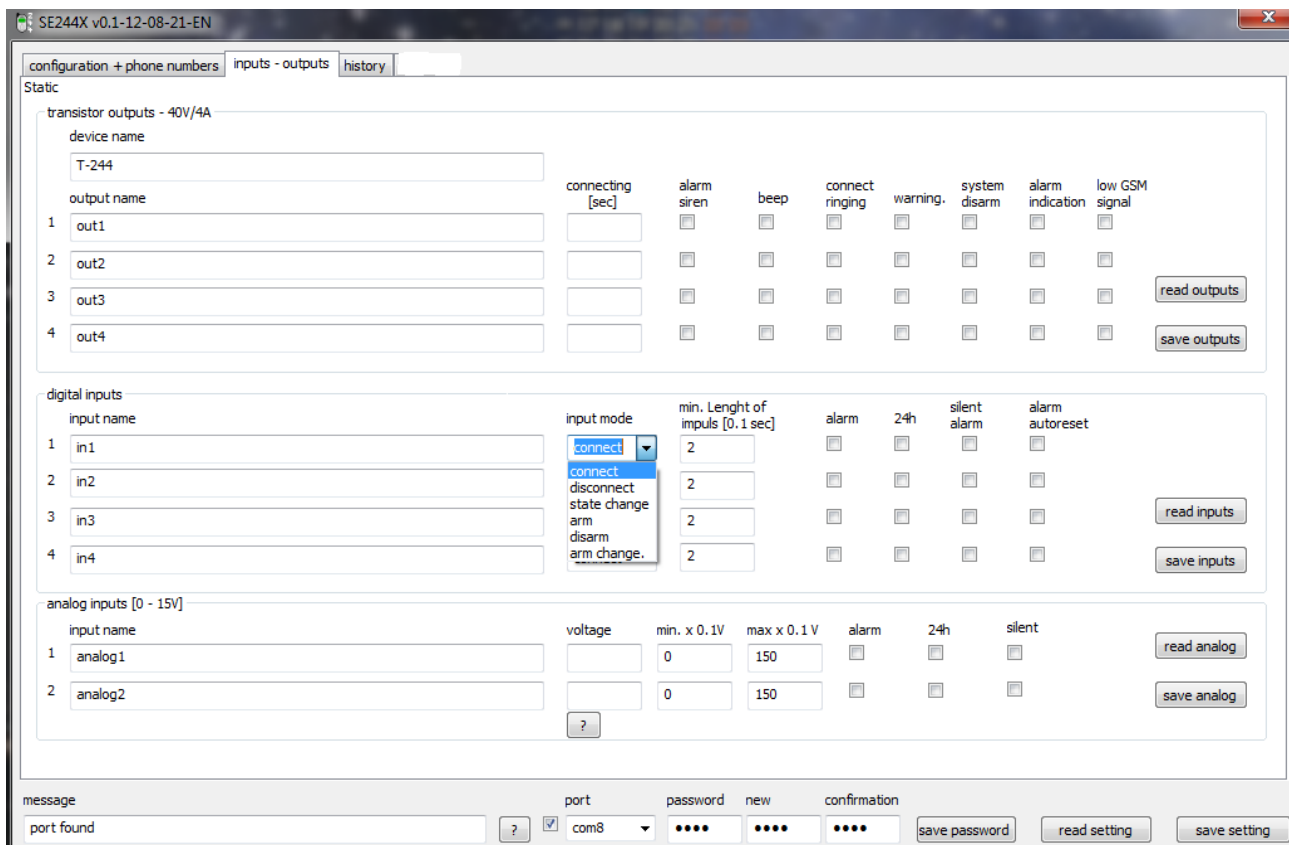 SE244X v0.1-12-08-21-EN
X
configuration + phone numbers inputs - outputs history
Static
transistor outputs - 40V/4A
device name
T-244
output name connecting [sec] alarm siren beep connect ringing warning. system disarm alarm indication low GSM signal
1 out1
2 out2
3 out3 read outputs
4 out4 save outputs
digital inputs
input name input mode min. Lenght of impuls [0.1 sec] alarm 24h silent alarm alarm autoreset
1 in1 connect 2
connect
2 in2 disconnect 2
state change
3 in3 arm 2 read inputs
disarm
4 in4 arm change. 2 save inputs
analog inputs [0 - 15V]
input name voltage min. x 0.1V max x 0.1 V alarm 24h silent
1 analog1 0 150 read analog
2 analog2 0 150 save analog
?
message port password new confirmation
port found ? com8 •••• •••• •••• save password read setting save setting